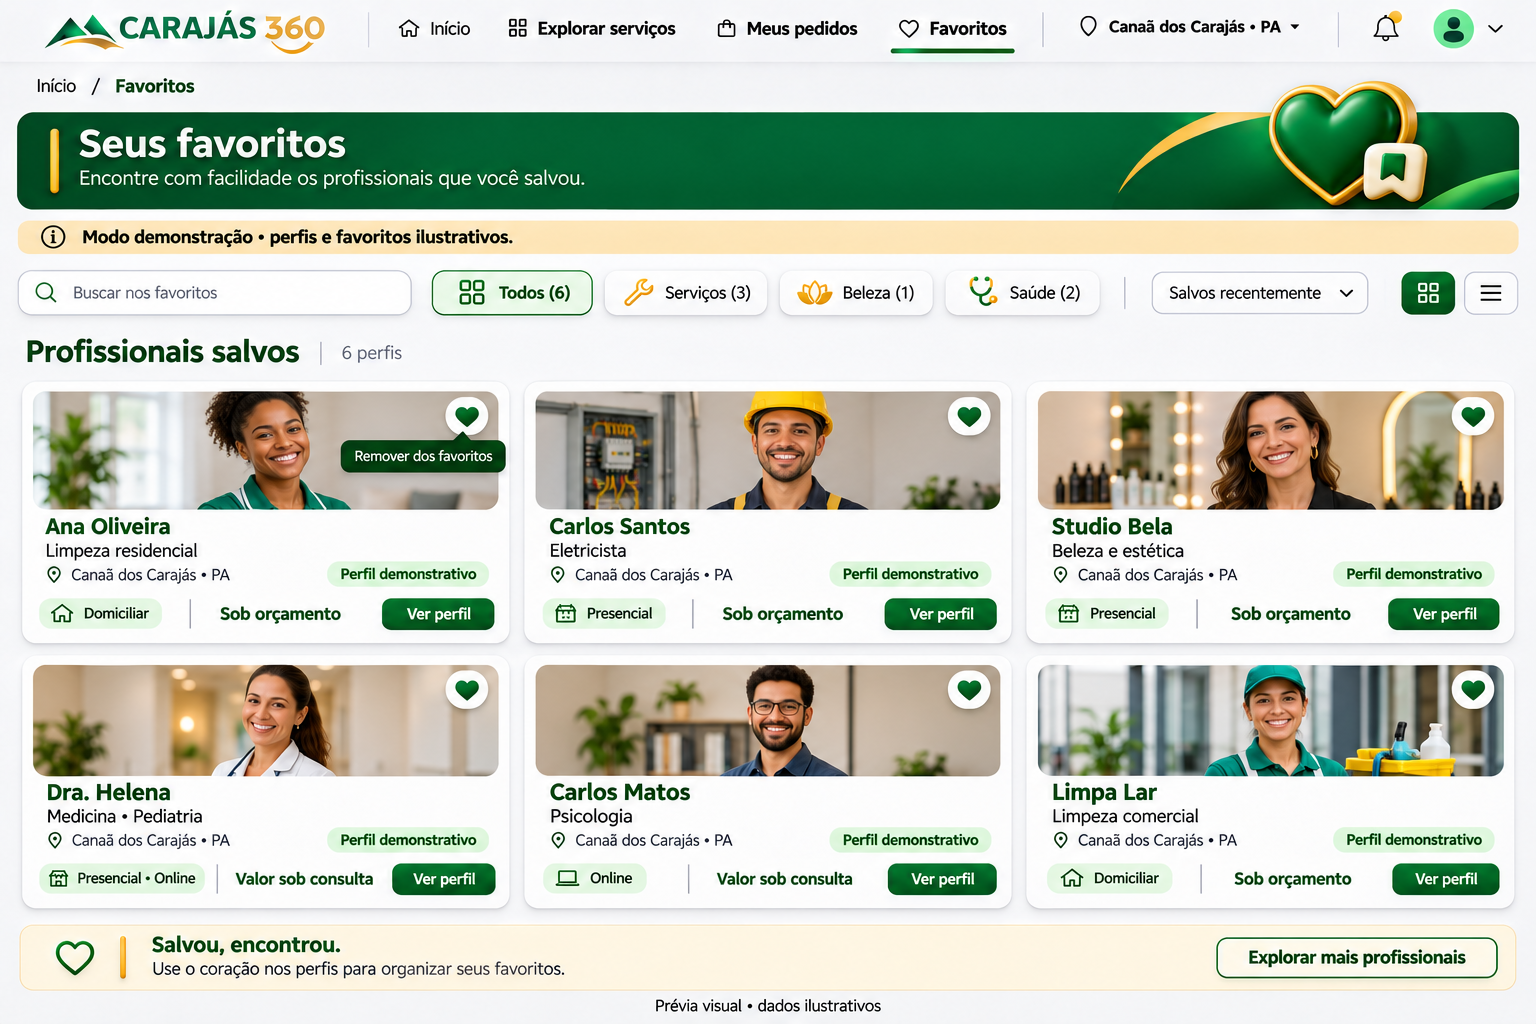 CARAJÁS 360
Início
Explorar serviços
Meus pedidos
Favoritos
Canaã dos Carajás • PA
Início / Favoritos
Seus favoritos
Encontre com facilidade os profissionais que você salvou.
Modo demonstração • perfis e favoritos ilustrativos.
Buscar nos favoritos
Todos (6)
Serviços (3)
Beleza (1)
Saúde (2)
Salvos recentemente
Profissionais salvos
6 perfis
Remover dos favoritos
Ana Oliveira
Limpeza residencial
Canaã dos Carajás • PA
Perfil demonstrativo
Domiciliar
Sob orçamento
Ver perfil
Carlos Santos
Eletricista
Canaã dos Carajás • PA
Perfil demonstrativo
Presencial
Sob orçamento
Ver perfil
Studio Bela
Beleza e estética
Canaã dos Carajás • PA
Perfil demonstrativo
Presencial
Sob orçamento
Ver perfil
Dra. Helena
Medicina • Pediatria
Canaã dos Carajás • PA
Perfil demonstrativo
Presencial • Online
Valor sob consulta
Ver perfil
Carlos Matos
Psicologia
Canaã dos Carajás • PA
Perfil demonstrativo
Online
Valor sob consulta
Ver perfil
Limpa Lar
Limpeza comercial
Canaã dos Carajás • PA
Perfil demonstrativo
Domiciliar
Sob orçamento
Ver perfil
Salvou, encontrou.
Use o coração nos perfis para organizar seus favoritos.
Explorar mais profissionais
Prévia visual • dados ilustrativos